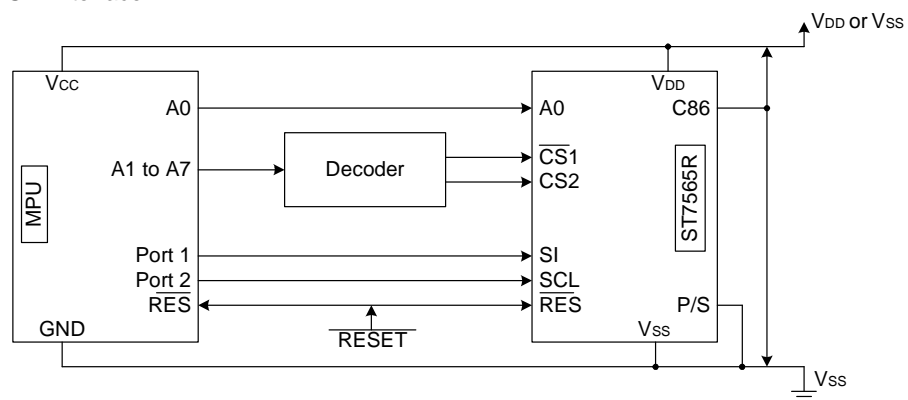 VDD or VSS
VCC
VDD
A0
A0
C86
A1 to A7
Decoder
CS1
CS2
MPU
ST7565R
Port 1
SI
Port 2
SCL
RES
RES
P/S
GND
RESET
VSS
VSS